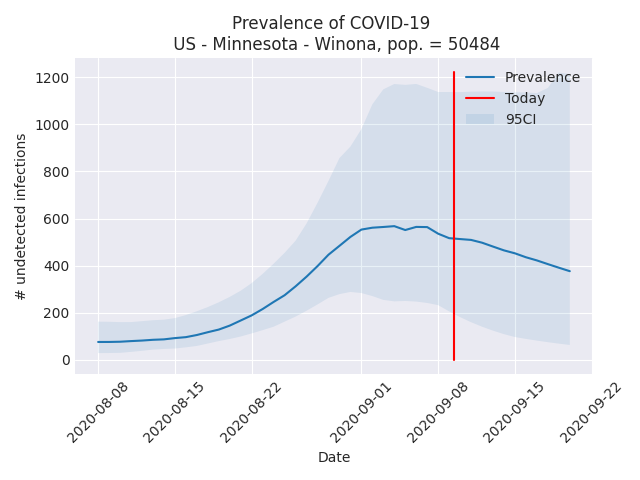 Prevalence of COVID-19
US - Minnesota - Winona, pop. = 50484
1200
1000
800
600
400
200
0
# undetected infections
Prevalence
Today
95CI
2020-08-08
2020-08-15
2020-08-22
2020-09-01
2020-09-08
2020-09-15
2020-09-22
Date